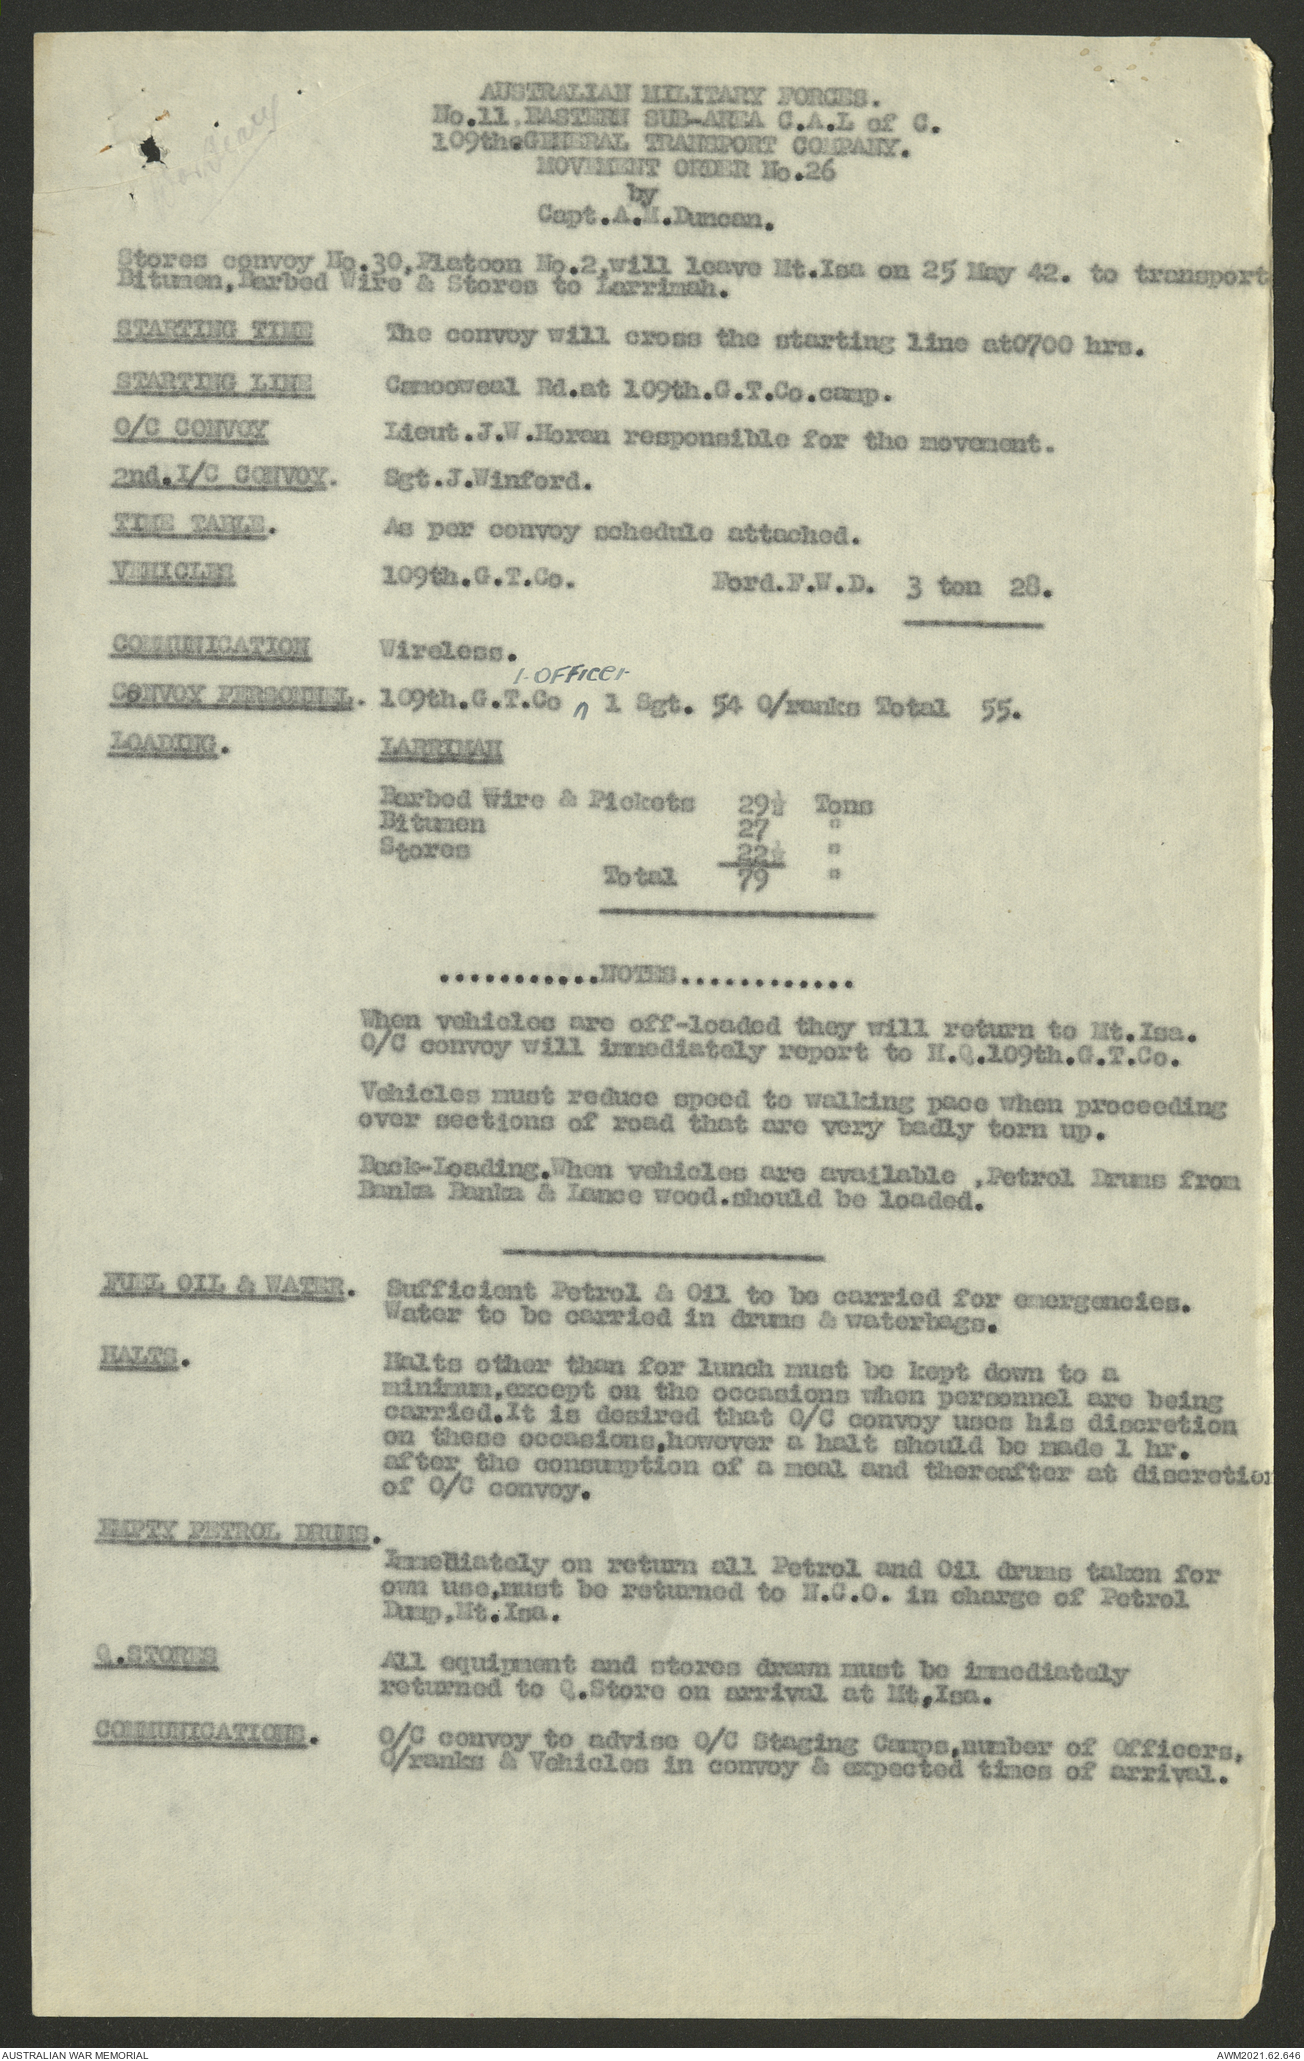 AUSTRALIAN MILITARY FORCES.
No.11.EASTERN SUB-AREA C.A.L of C.
109th.GENERAL TRANSPORT COMPANY.
MOVEMENT ORDER No.26
by
Capt.A.M.Duncan.
Stores convoy No.30,Platoon No.2,will leave Mt.Isa on 25 May 42. to transport
Bitumen,Barbed Wire & Stores to Larrimah.
STARTING TIME The convoy will cross the starting line at0700 hrs.
STARTING LINE Camooweal Rd.at 109th.G.T.Co.camp.
O/C CONVOY Lieut.J.W.Horan responsible for the movement.
2nd.I/C CONVOY. Sgt.J.Winford.
TIME TABLE. As per convoy schedule attached.
VEHICLES 109th.G.T.Co. Ford.F.W.D. 3 ton 28.
COMMUNICATION Wireless.
1-OFFICER
CONVOY PERSONNEL. 109th.G.T.Co 1 Sgt. 54 O/ranks Total 55.
LOADING. LARRIMAH
Barbed Wire & Pickets 29½ Tons
Bitumen 27 "
Stores 22½ "
Total 79 "
...........NOTES............
When vehicles are off-loaded they will return to Mt.Isa.
O/C convoy will immediately report to H.Q.109th.G.T.Co.
Vehicles must reduce speed to walking pace when proceeding
over sections of road that are very badly torn up.
Back-Loading.When vehicles are available ,Petrol Drums from
Banka Banka & Lance wood.should be loaded.
FUEL OIL & WATER. Sufficient Petrol & Oil to be carried for emergencies.
Water to be carried in drums & waterbags.
HALTS. Halts other than for lunch must be kept down to a
minimum,except on the occasions when personnel are being
carried.It is desired that O/C convoy uses his discretion
on these occasions,however a halt should be made 1 hr.
after the consumption of a meal and thereafter at discretion
of O/C convoy.
EMPTY PETROL DRUMS.
Immediately on return all Petrol and Oil drums taken for
own use,must be returned to N.C.O. in charge of Petrol
Dump,Mt.Isa.
Q.STORES All equipment and stores drawn must be immediately
returned to Q.Store on arrival at Mt,Isa.
COMMUNICATIONS. O/C convoy to advise O/C Staging Camps,number of Officers,
O/ranks & Vehicles in convoy & expected times of arrival.
AUSTRALIAN WAR MEMORIAL
AWM2021.62.646